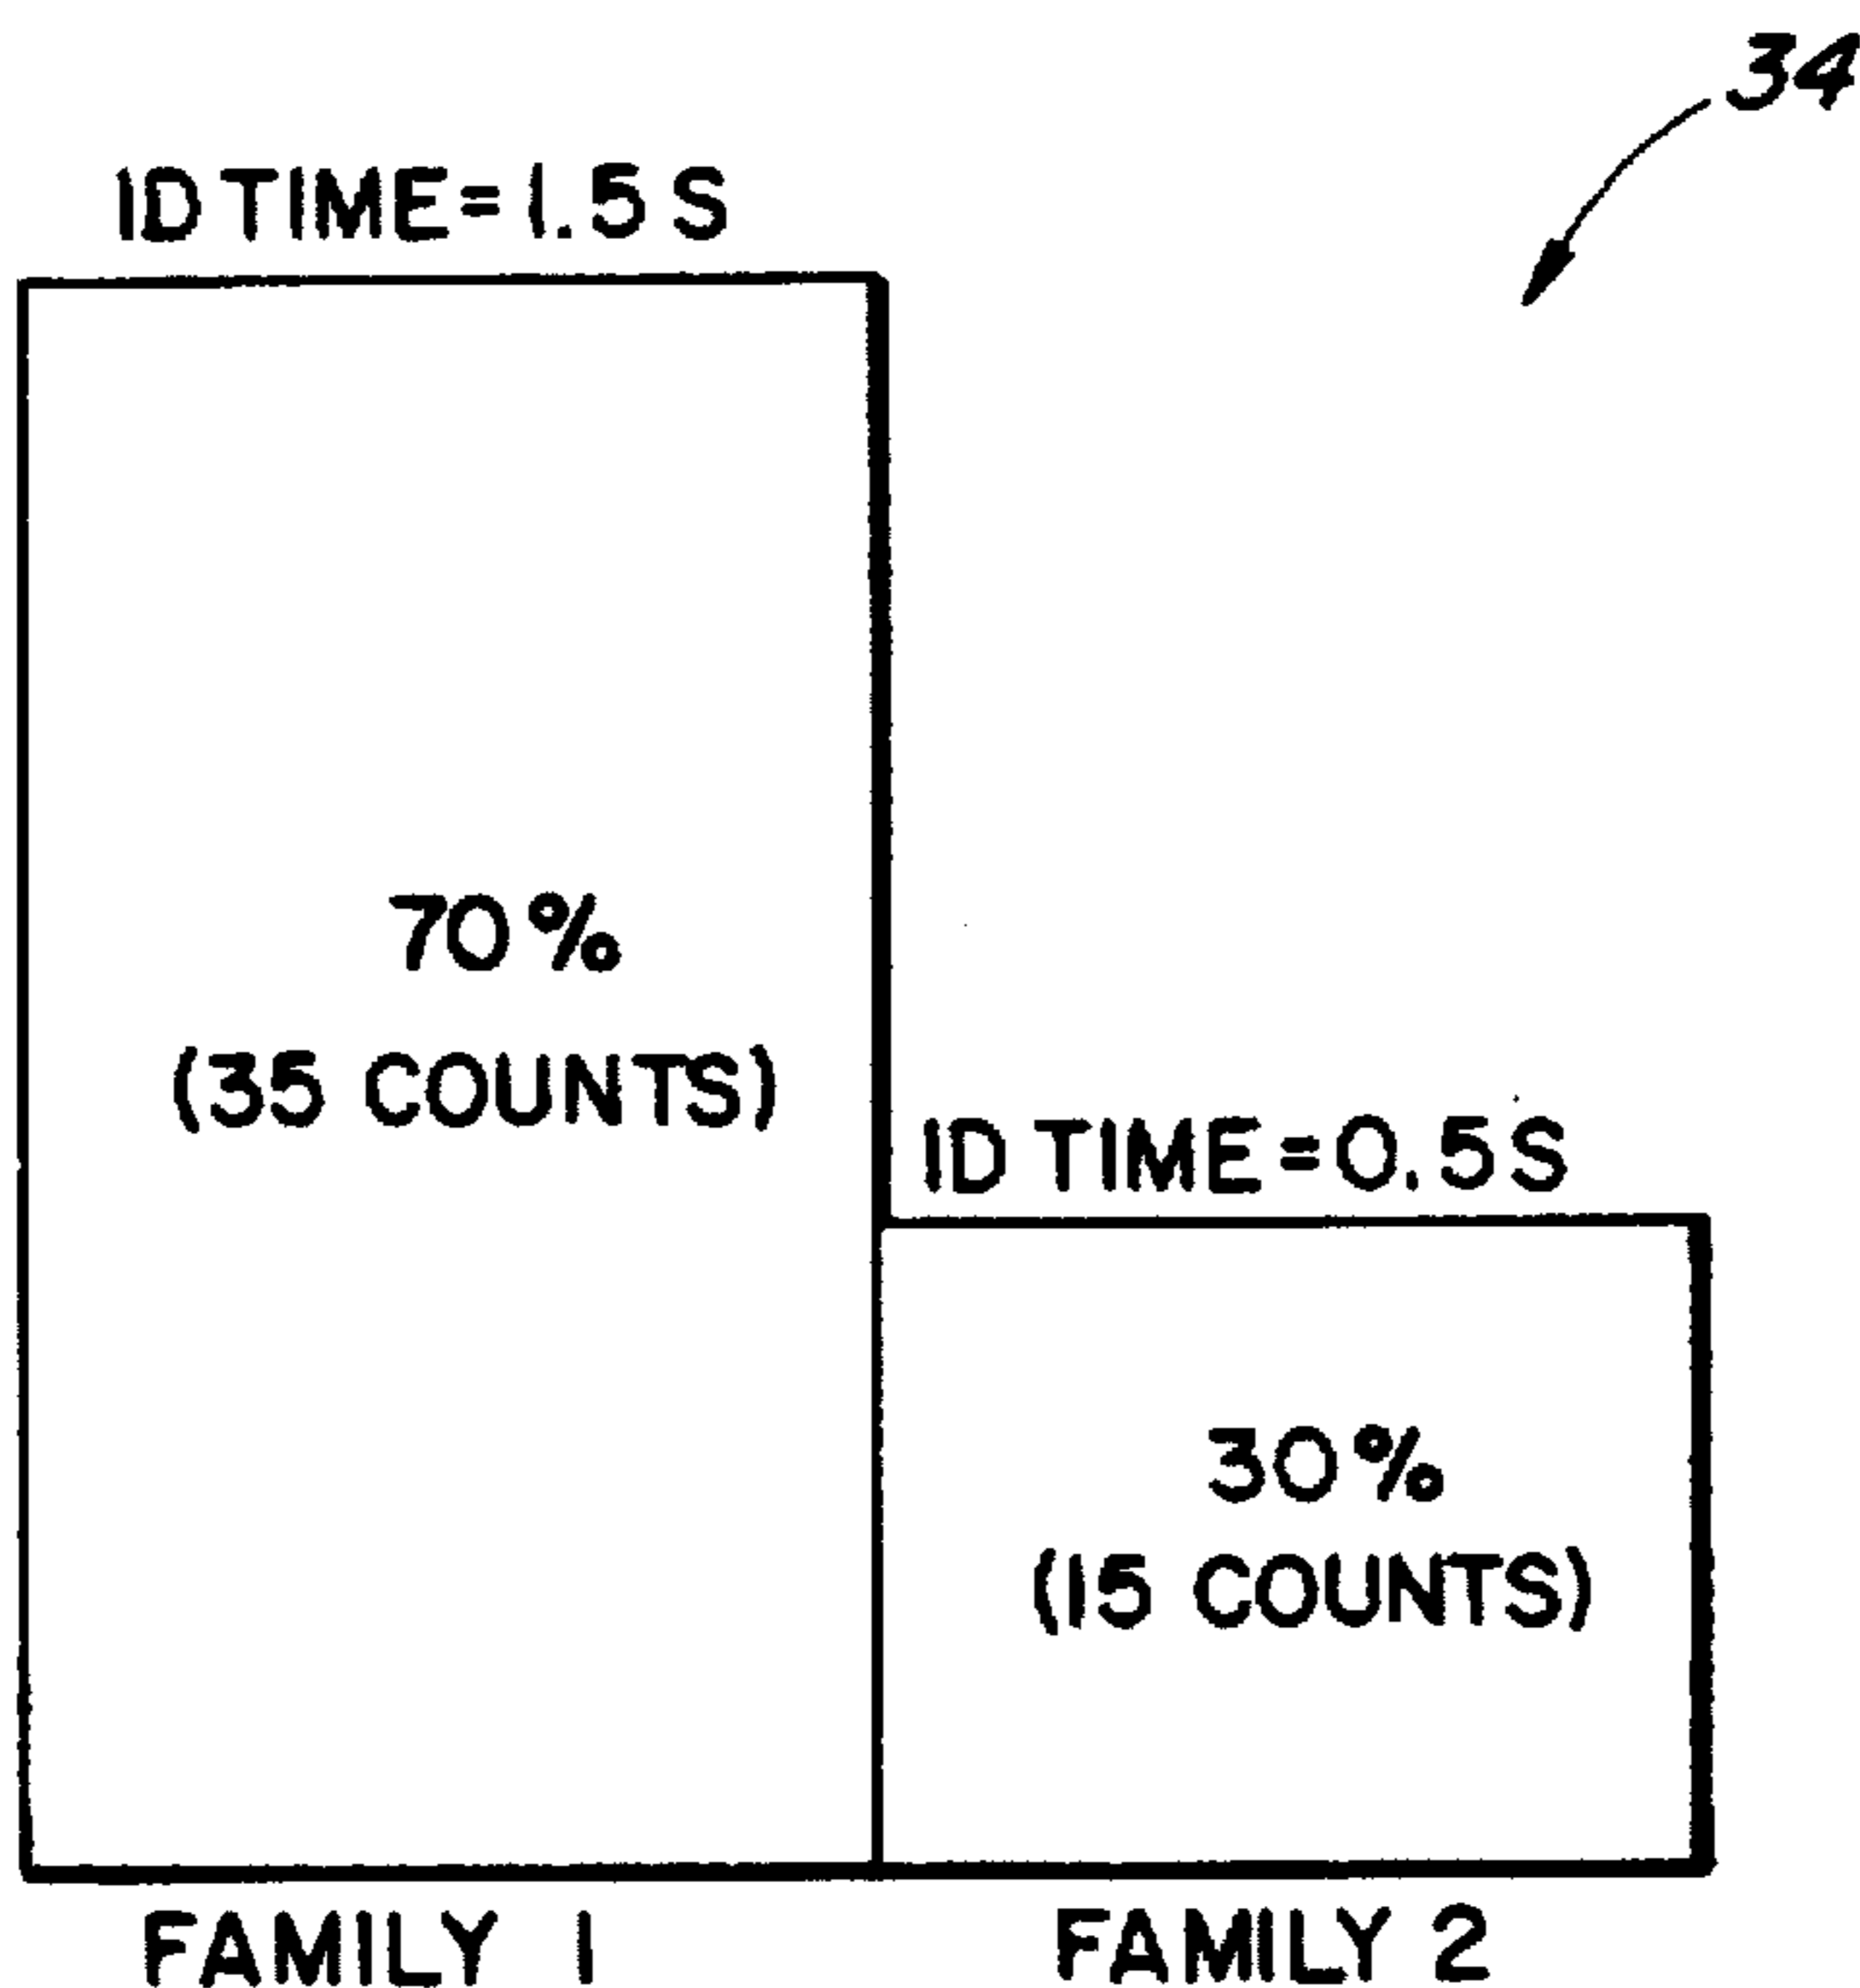 34
ID TIME=1.5 S
70%
(35 COUNTS)
ID TIME=0.5 S
30%
(15 COUNTS)
FAMILY 1
FAMILY 2